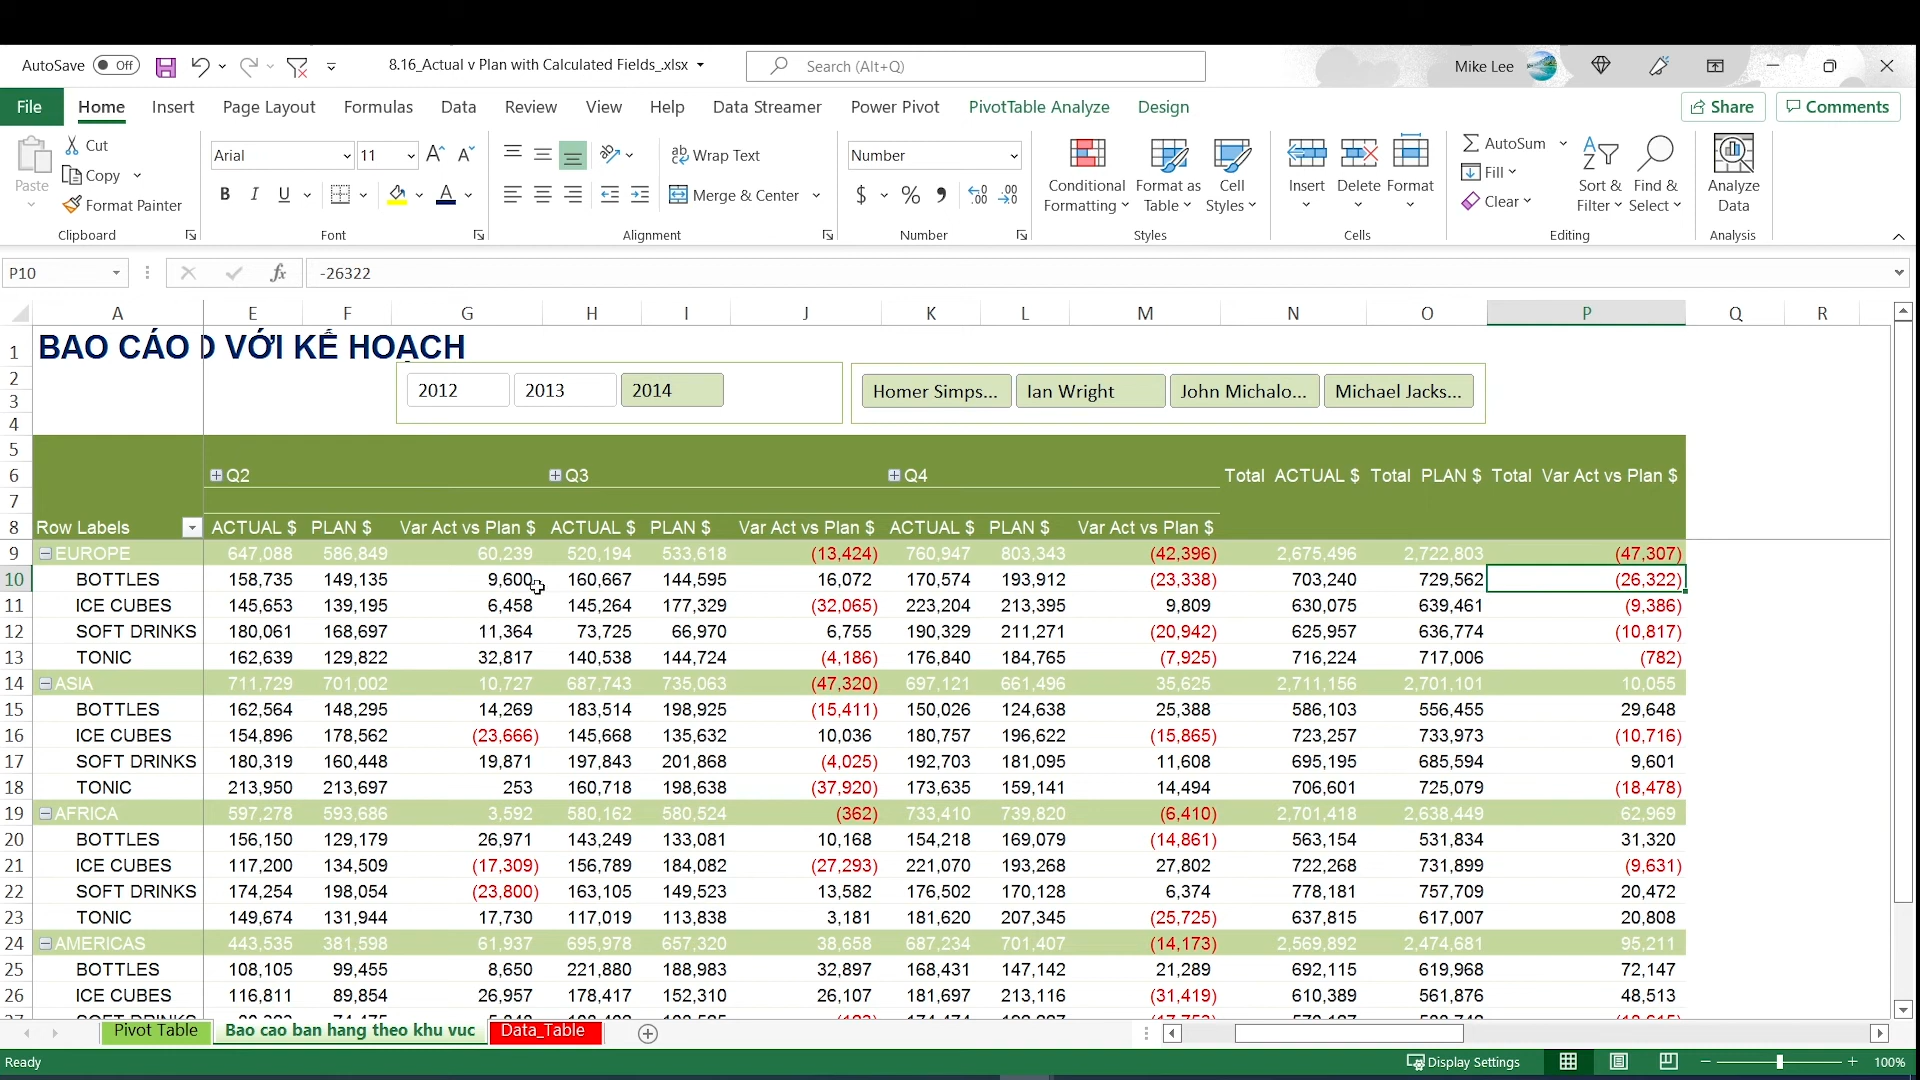 AutoSave Off 8.16_Actual v Plan with Calculated Fields_.xlsx Search (Alt+Q) Mike Lee
File Home Insert Page Layout Formulas Data Review View Help Data Streamer Power Pivot PivotTable Analyze Design Share Comments
Paste Cut Copy Format Painter Clipboard
Arial 11 B I U A Font
Wrap Text Merge & Center Alignment
Number $ % Number
Conditional Formatting Format as Table Cell Styles Styles
Insert Delete Format Cells
AutoSum Fill Clear Sort & Filter Find & Select Editing
Analyze Data Analysis
P10 fx -26322
A E F G H I J K L M N O P Q R
1 BAO CÁO D VỚI KẾ HOẠCH
2 2012 2013 2014 Homer Simps... Ian Wright John Michalo... Michael Jacks...
3
4
5
6 Q2 Q3 Q4 Total ACTUAL $ Total PLAN $ Total Var Act vs Plan $
7
8 Row Labels ACTUAL $ PLAN $ Var Act vs Plan $ ACTUAL $ PLAN $ Var Act vs Plan $ ACTUAL $ PLAN $ Var Act vs Plan $
9 EUROPE 647,088 586,849 60,239 520,194 533,618 (13,424) 760,947 803,343 (42,396) 2,675,496 2,722,803 (47,307)
10 BOTTLES 158,735 149,135 9,600 160,667 144,595 16,072 170,574 193,912 (23,338) 703,240 729,562 (26,322)
11 ICE CUBES 145,653 139,195 6,458 145,264 177,329 (32,065) 223,204 213,395 9,809 630,075 639,461 (9,386)
12 SOFT DRINKS 180,061 168,697 11,364 73,725 66,970 6,755 190,329 211,271 (20,942) 625,957 636,774 (10,817)
13 TONIC 162,639 129,822 32,817 140,538 144,724 (4,186) 176,840 184,765 (7,925) 716,224 717,006 (782)
14 ASIA 711,729 701,002 10,727 687,743 735,063 (47,320) 697,121 661,496 35,625 2,711,156 2,701,101 10,055
15 BOTTLES 162,564 148,295 14,269 183,514 198,925 (15,411) 150,026 124,638 25,388 586,103 556,455 29,648
16 ICE CUBES 154,896 178,562 (23,666) 145,668 135,632 10,036 180,757 196,622 (15,865) 723,257 733,973 (10,716)
17 SOFT DRINKS 180,319 160,448 19,871 197,843 201,868 (4,025) 192,703 181,095 11,608 695,195 685,594 9,601
18 TONIC 213,950 213,697 253 160,718 198,638 (37,920) 173,635 159,141 14,494 706,601 725,079 (18,478)
19 AFRICA 597,278 593,686 3,592 580,162 580,524 (362) 733,410 739,820 (6,410) 2,701,418 2,638,449 62,969
20 BOTTLES 156,150 129,179 26,971 143,249 133,081 10,168 154,218 169,079 (14,861) 563,154 531,834 31,320
21 ICE CUBES 117,200 134,509 (17,309) 156,789 184,082 (27,293) 221,070 193,268 27,802 722,268 731,899 (9,631)
22 SOFT DRINKS 174,254 198,054 (23,800) 163,105 149,523 13,582 176,502 170,128 6,374 778,181 757,709 20,472
23 TONIC 149,674 131,944 17,730 117,019 113,838 3,181 181,620 207,345 (25,725) 637,815 617,007 20,808
24 AMERICAS 443,535 381,598 61,937 695,978 657,320 38,658 687,234 701,407 (14,173) 2,569,892 2,474,681 95,211
25 BOTTLES 108,105 99,455 8,650 221,880 188,983 32,897 168,431 147,142 21,289 692,115 619,968 72,147
26 ICE CUBES 116,811 89,854 26,957 178,417 152,310 26,107 181,697 213,116 (31,419) 610,389 561,876 48,513
Pivot Table Bao cao ban hang theo khu vuc Data_Table
Ready Display Settings 100%